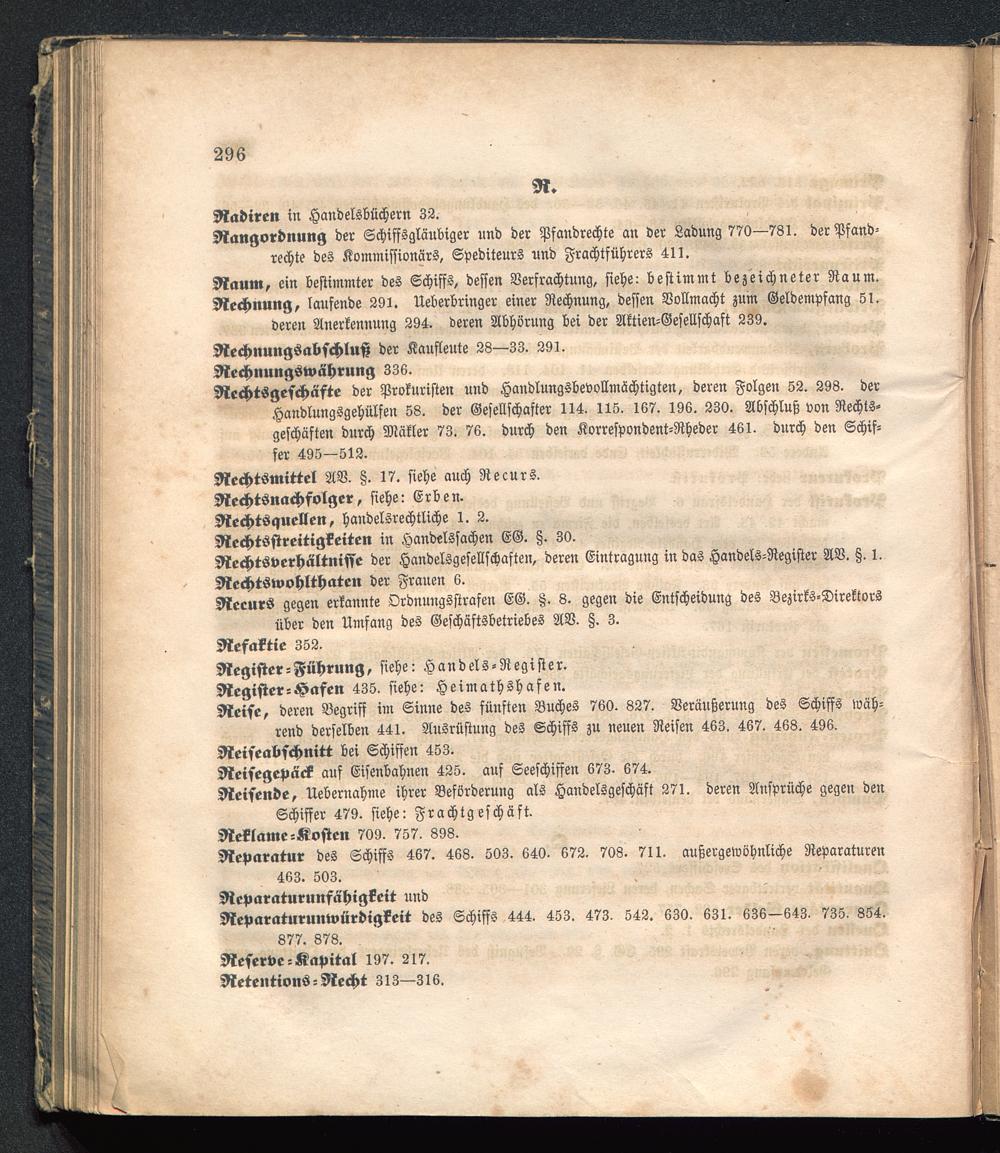 296
R.
Radiren in Handelsbüchern 32.
Rangordnung der Schiffsgläubiger und der Pfandrechte an der Ladung 770—781. der Pfand-
rechte des Kommissionärs, Spediteurs und Frachtführers 411.
Raum, ein bestimmter des Schiffs, dessen Verfrachtung, siehe: bestimmt bezeichneter Raum.
Rechnung, laufende 291. Ueberbringer einer Rechnung, dessen Vollmacht zum Geldempfang 51.
deren Anerkennung 294. deren Abhörung bei der Aktien-Gesellschaft 239.
Rechnungsabschluß der Kaufleute 28—33. 291.
Rechnungswährung 336.
Rechtsgeschäfte der Prokuristen und Handlungsbevollmächtigten, deren Folgen 52. 298. der
Handlungsgehülfen 58. der Gesellschafter 114. 115. 167. 196. 230. Abschluß von Rechts-
geschäften durch Mäkler 73. 76. durch den Korrespondent-Rheder 461. durch den Schif-
fer 495—512.
Rechtsmittel AV. §. 17. siehe auch Recurs.
Rechtsnachfolger, siehe: Erben.
Rechtsquellen, handelsrechtliche 1. 2.
Rechtsstreitigkeiten in Handelssachen EG. §. 30.
Rechtsverhältnisse der Handelsgesellschaften, deren Eintragung in das Handels-Register AV. §. 1.
Rechtswohlthaten der Frauen 6.
Recurs gegen erkannte Ordnungsstrafen EG. §. 8. gegen die Entscheidung des Bezirks-Direktors
über den Umfang des Geschäftsbetriebes AV. §. 3.
Refaktie 352.
Register-Führung, siehe: Handels-Register.
Register-Hafen 435. siehe: Heimathshafen.
Reise, deren Begriff im Sinne des fünften Buches 760. 827. Veräußerung des Schiffs wäh-
rend derselben 441. Ausrüstung des Schiffs zu neuen Reisen 463. 467. 468. 496.
Reiseabschnitt bei Schiffen 453.
Reisegepäck auf Eisenbahnen 425. auf Seeschiffen 673. 674.
Reisende, Uebernahme ihrer Beförderung als Handelsgeschäft 271. deren Ansprüche gegen den
Schiffer 479. siehe: Frachtgeschäft.
Reklame-Kosten 709. 757. 898.
Reparatur des Schiffs 467. 468. 503. 640. 672. 708. 711. außergewöhnliche Reparaturen
463. 503.
Reparaturunfähigkeit und
Reparaturunwürdigkeit des Schiffs 444. 453. 473. 542. 630. 631. 636—643. 735. 854.
877. 878.
Reserve-Kapital 197. 217.
Retentions-Recht 313—316.